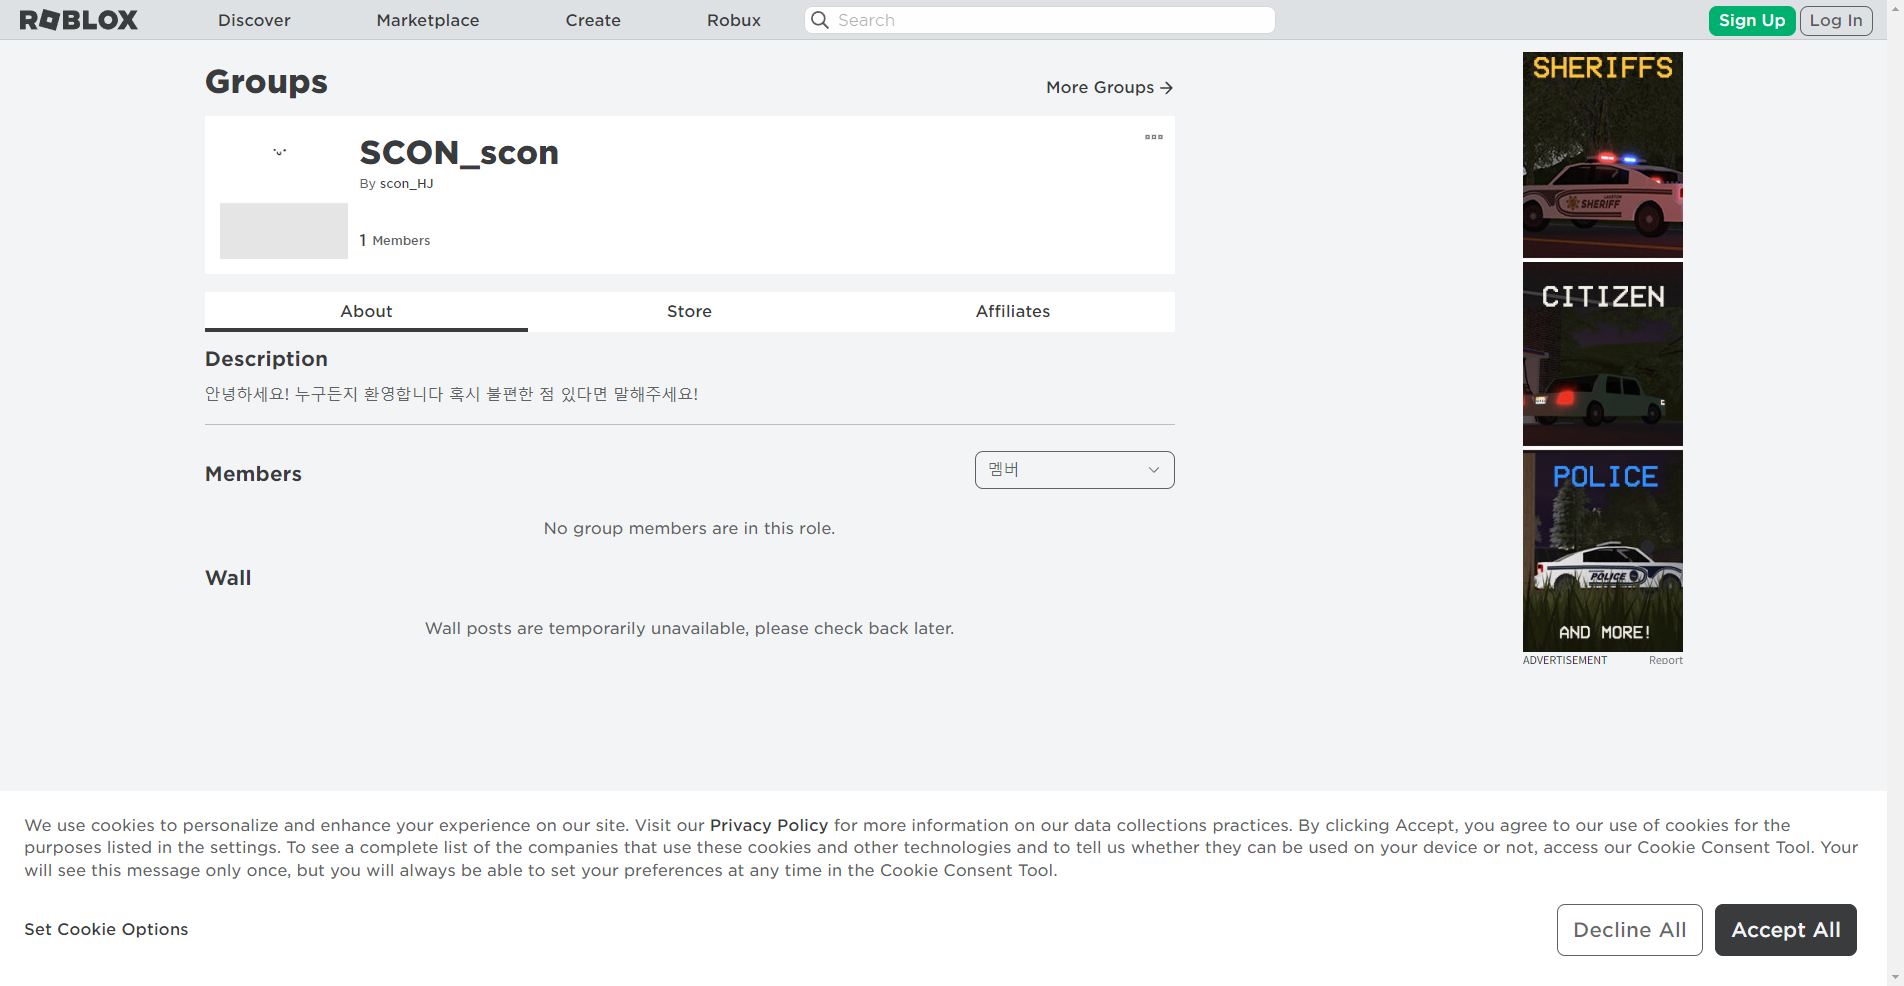 ROBLOX
Discover
Marketplace
Create
Robux
Search
Sign Up
Log In
Groups
More Groups →
SCON_scon
By scon_HJ
1 Members
About
Store
Affiliates
Description
안녕하세요! 누구든지 환영합니다 혹시 불편한 점 있다면 말해주세요!
Members
멤버
No group members are in this role.
Wall
Wall posts are temporarily unavailable, please check back later.
SHERIFFS
SHERIFF
CITIZEN
POLICE
POLICE
AND MORE!
ADVERTISEMENT
Report
We use cookies to personalize and enhance your experience on our site. Visit our Privacy Policy for more information on our data collections practices. By clicking Accept, you agree to our use of cookies for the
purposes listed in the settings. To see a complete list of the companies that use these cookies and other technologies and to tell us whether they can be used on your device or not, access our Cookie Consent Tool. Your
will see this message only once, but you will always be able to set your preferences at any time in the Cookie Consent Tool.
Set Cookie Options
Decline All
Accept All